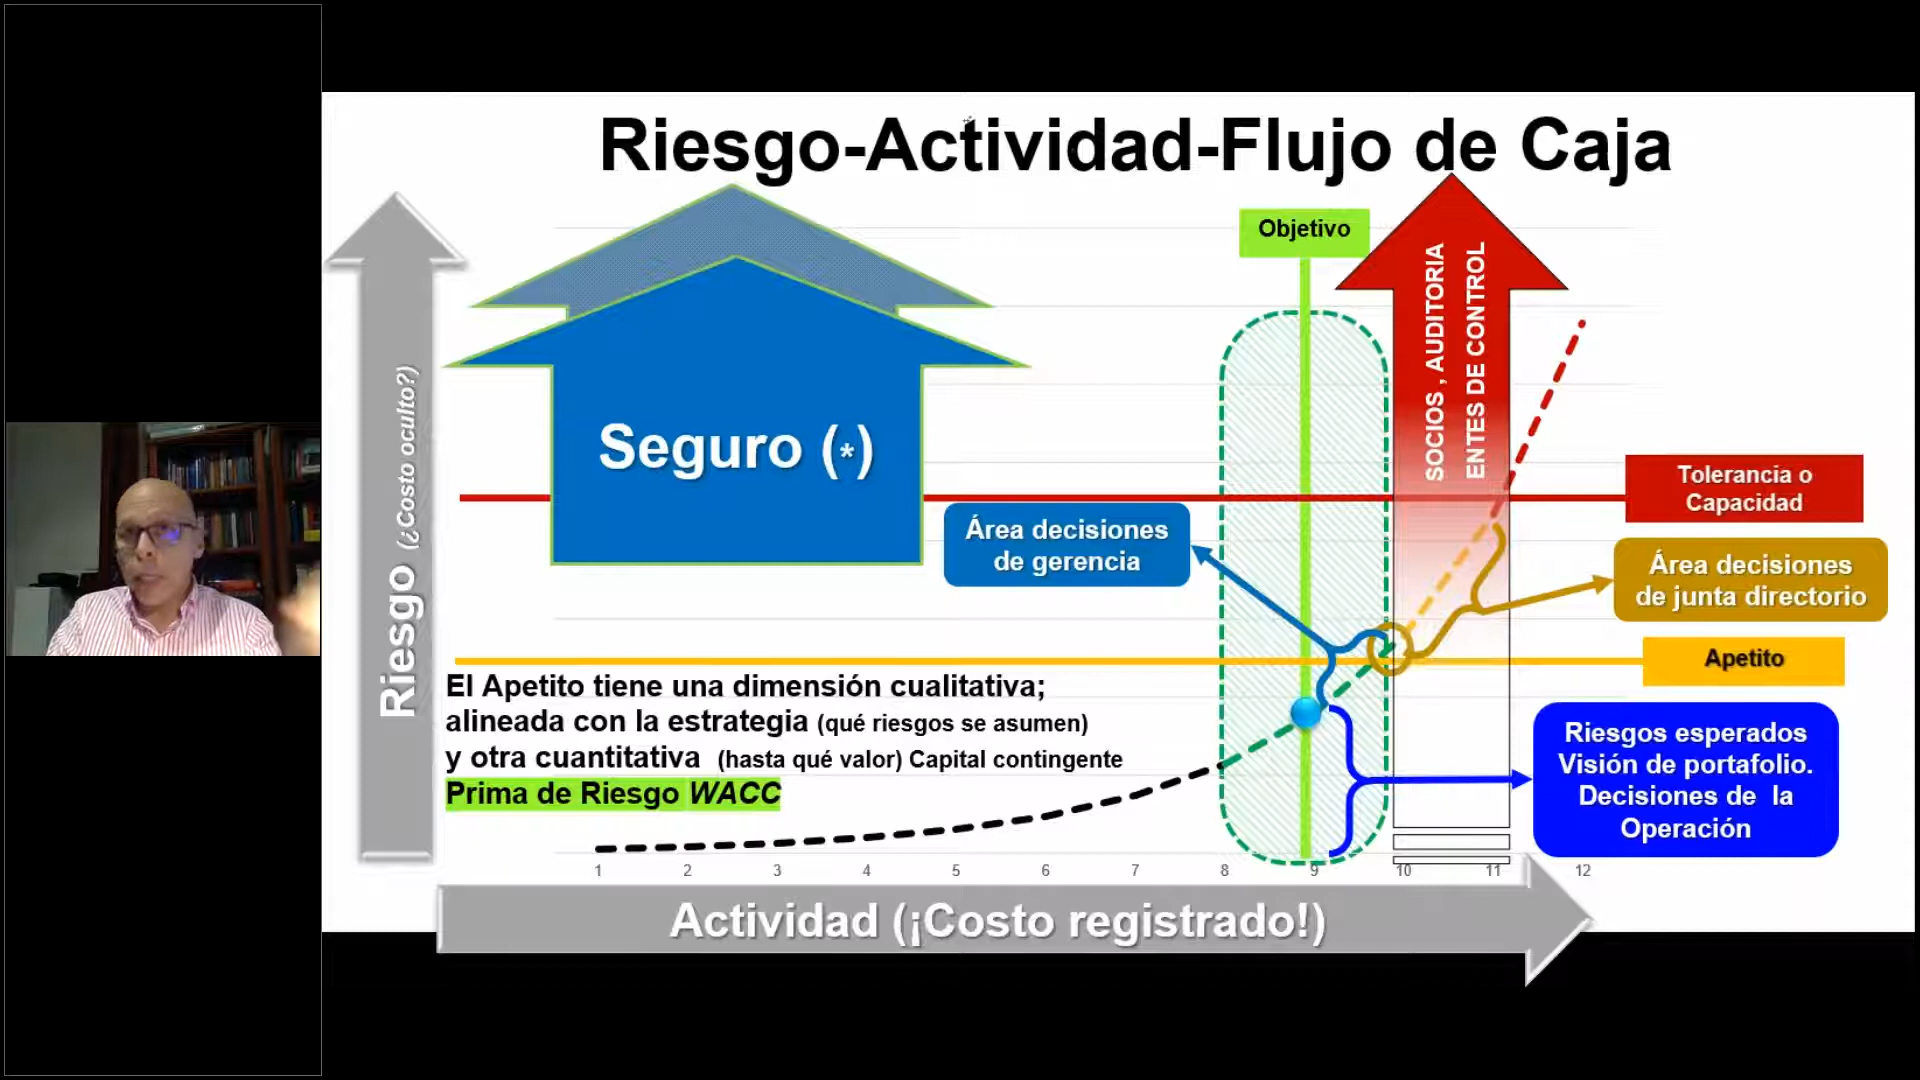 Riesgo-Actividad-Flujo de Caja
Objetivo
SOCIOS , AUDITORIA
ENTES DE CONTROL
Riesgo (¿Costo oculto?)
Seguro (*)
Tolerancia o
Capacidad
Área decisiones
de gerencia
Área decisiones
de junta directorio
Apetito
El Apetito tiene una dimensión cualitativa;
alineada con la estrategia (qué riesgos se asumen)
y otra cuantitativa (hasta qué valor) Capital contingente
Prima de Riesgo WACC
Riesgos esperados
Visión de portafolio.
Decisiones de la
Operación
1 2 3 4 5 6 7 8 9 10 11 12
Actividad (¡Costo registrado!)